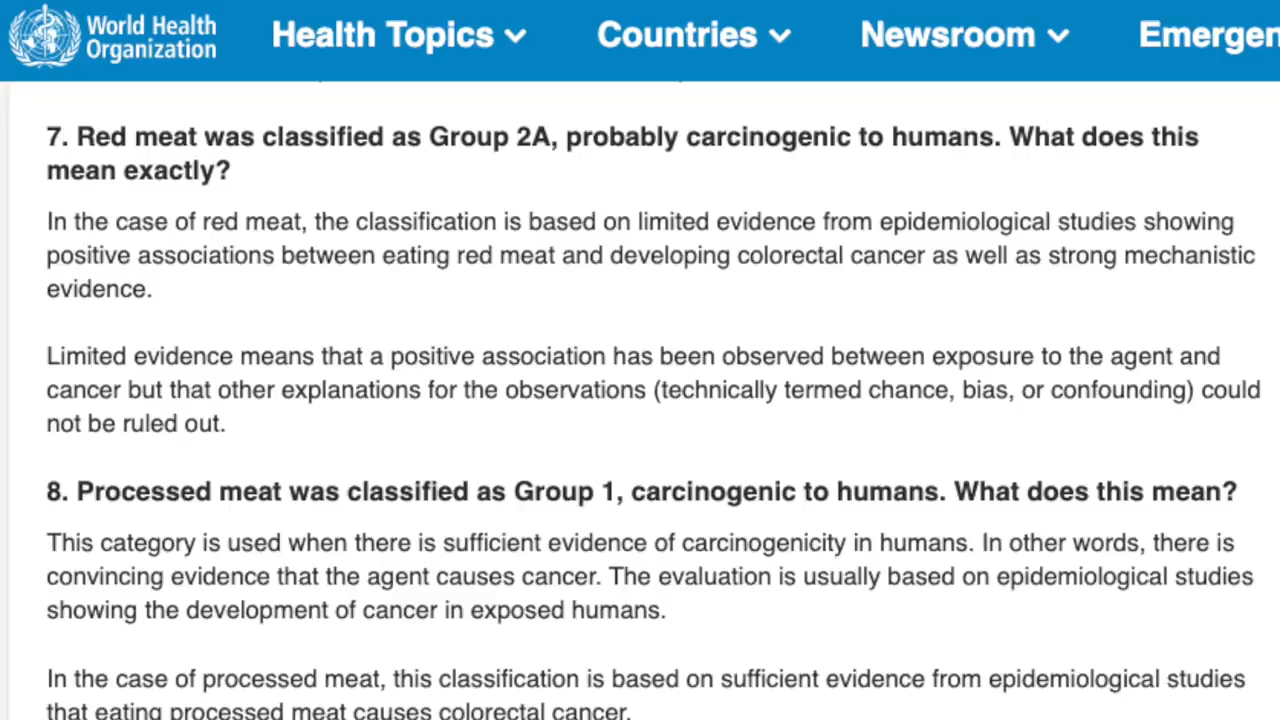 World Health
Organization
Health Topics
Countries
Newsroom
Emergen
7. Red meat was classified as Group 2A, probably carcinogenic to humans. What does this
mean exactly?
In the case of red meat, the classification is based on limited evidence from epidemiological studies showing
positive associations between eating red meat and developing colorectal cancer as well as strong mechanistic
evidence.
Limited evidence means that a positive association has been observed between exposure to the agent and
cancer but that other explanations for the observations (technically termed chance, bias, or confounding) could
not be ruled out.
8. Processed meat was classified as Group 1, carcinogenic to humans. What does this mean?
This category is used when there is sufficient evidence of carcinogenicity in humans. In other words, there is
convincing evidence that the agent causes cancer. The evaluation is usually based on epidemiological studies
showing the development of cancer in exposed humans.
In the case of processed meat, this classification is based on sufficient evidence from epidemiological studies
that eating processed meat causes colorectal cancer.